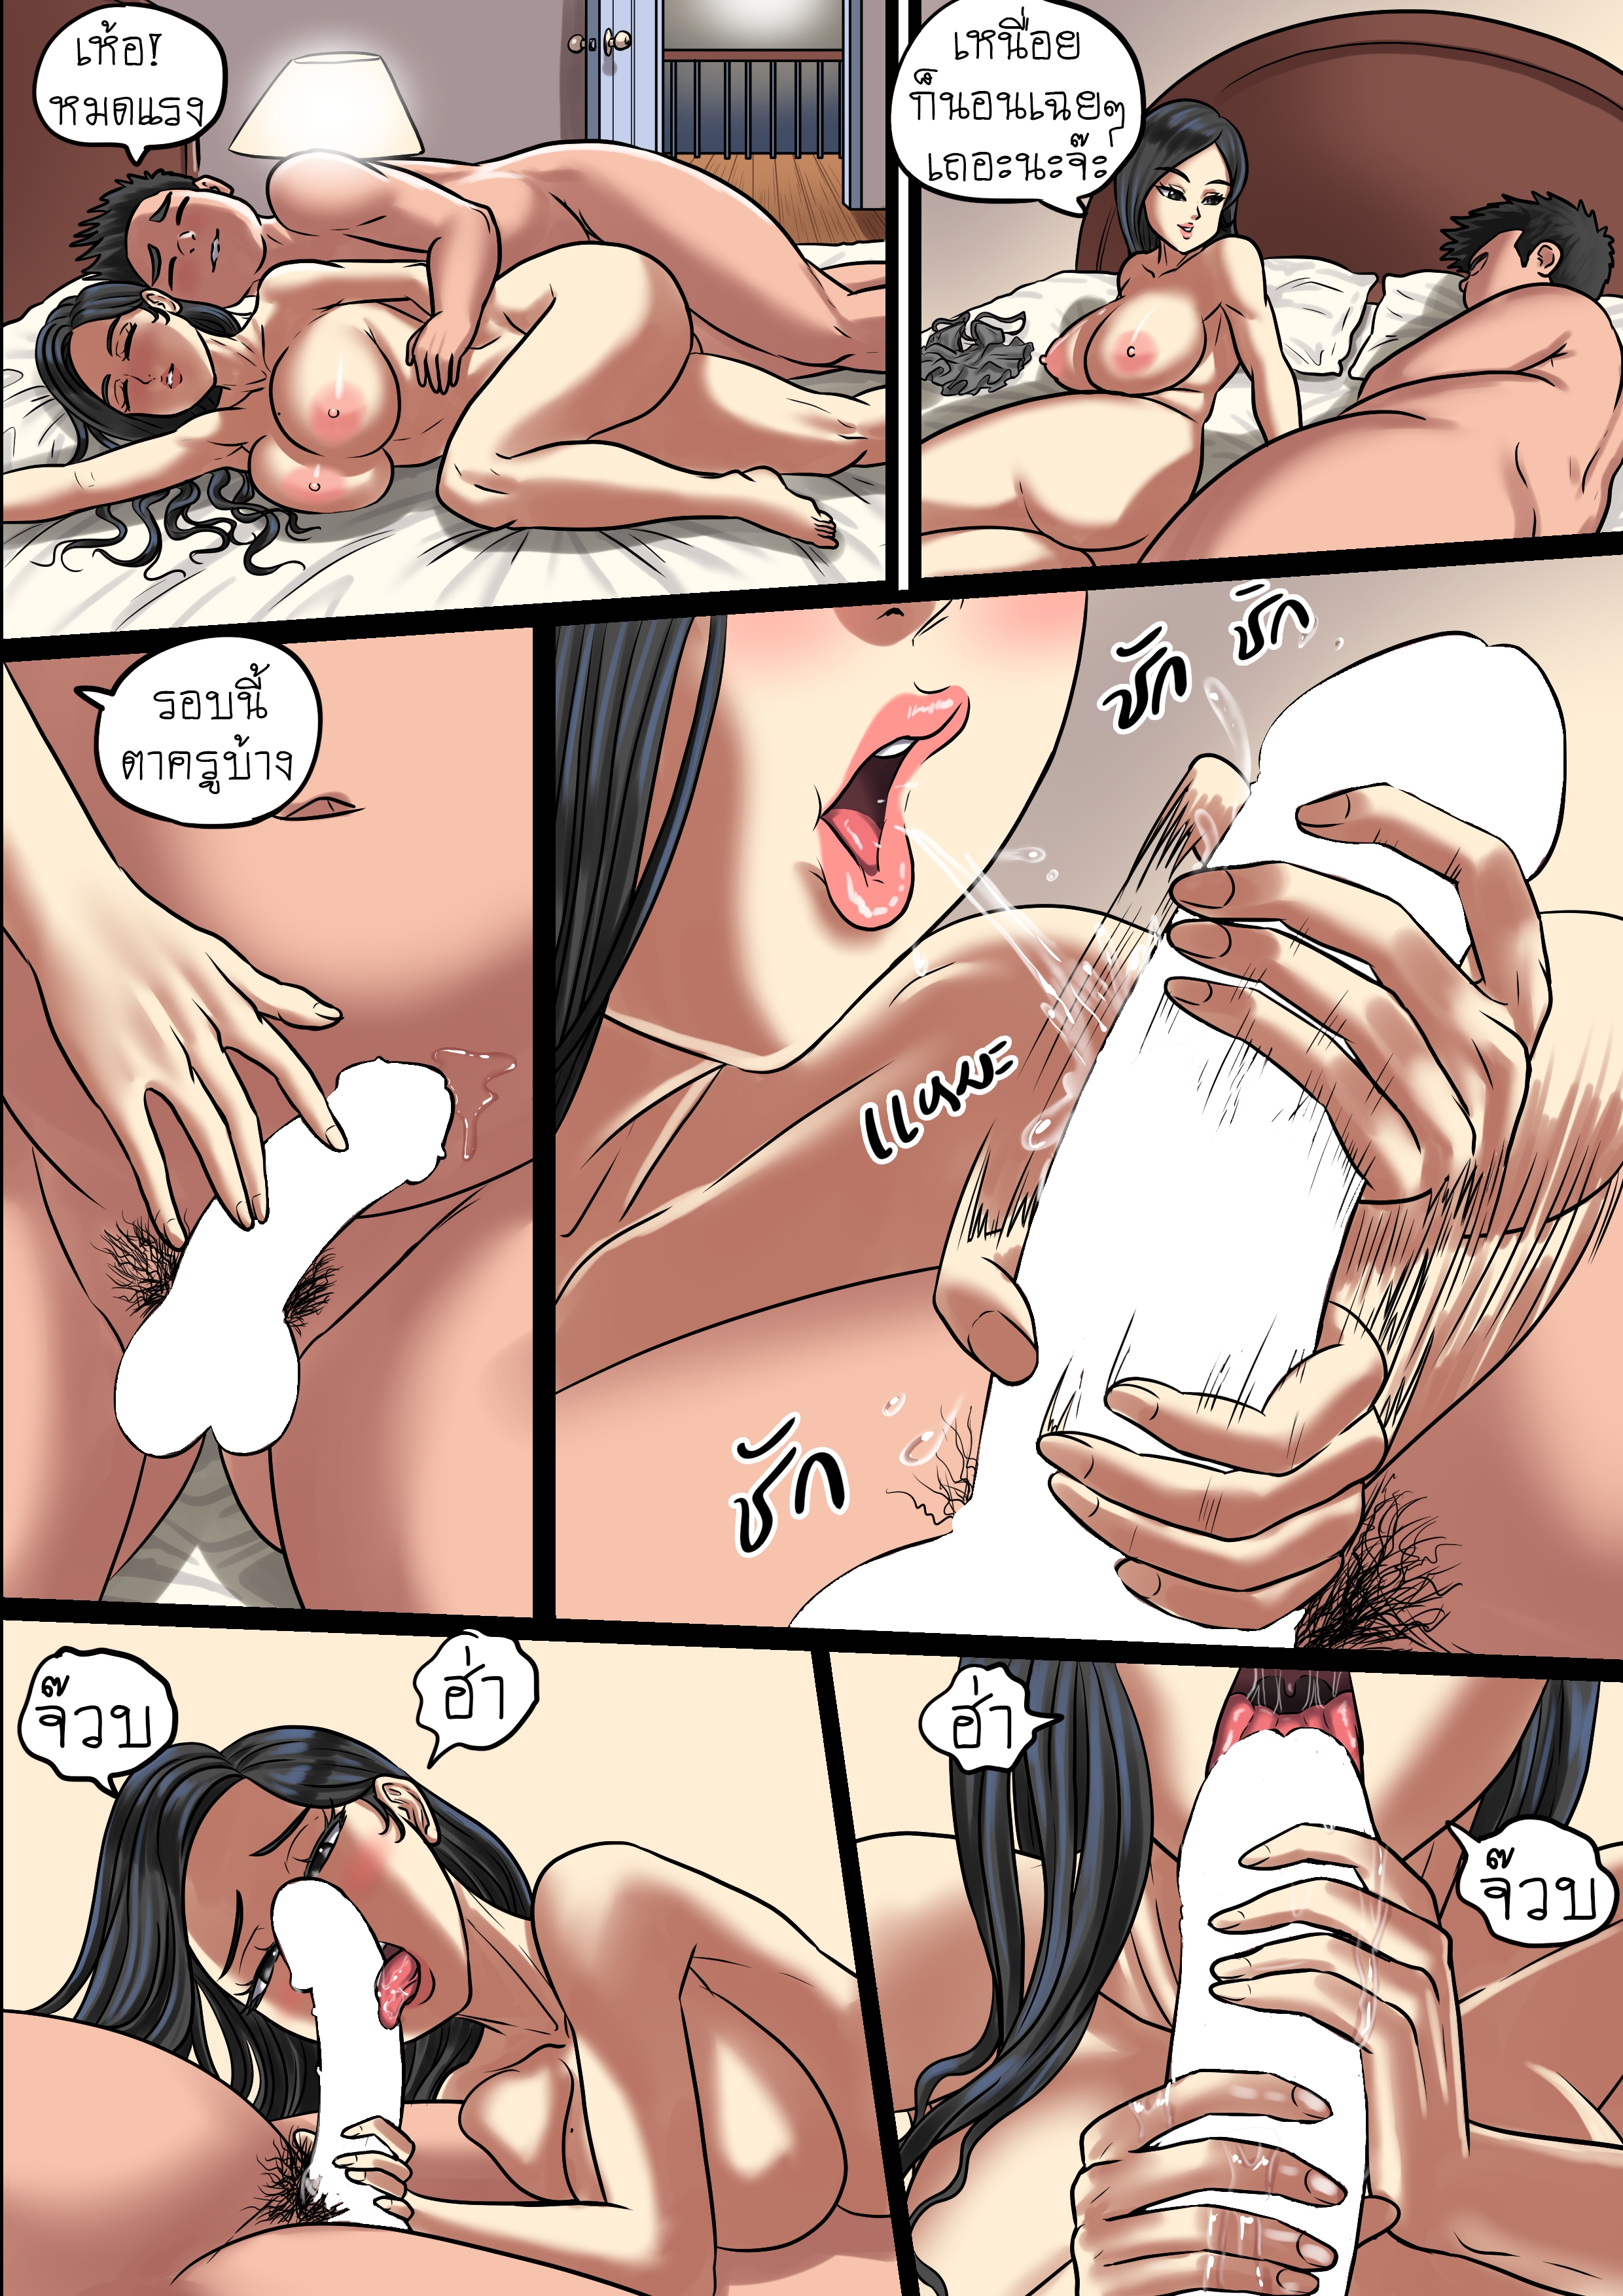 เห้อ!
หมดแรง
เหนื่อย
ก็นอนเฉยๆ
เถอะนะจ๊ะ
รอบนี้
ตาครูบ้าง
ชัก ชัก
แหมะ
ชัก
จ๊วบ
ฮ่า
ฮ่า
จ๊วบ